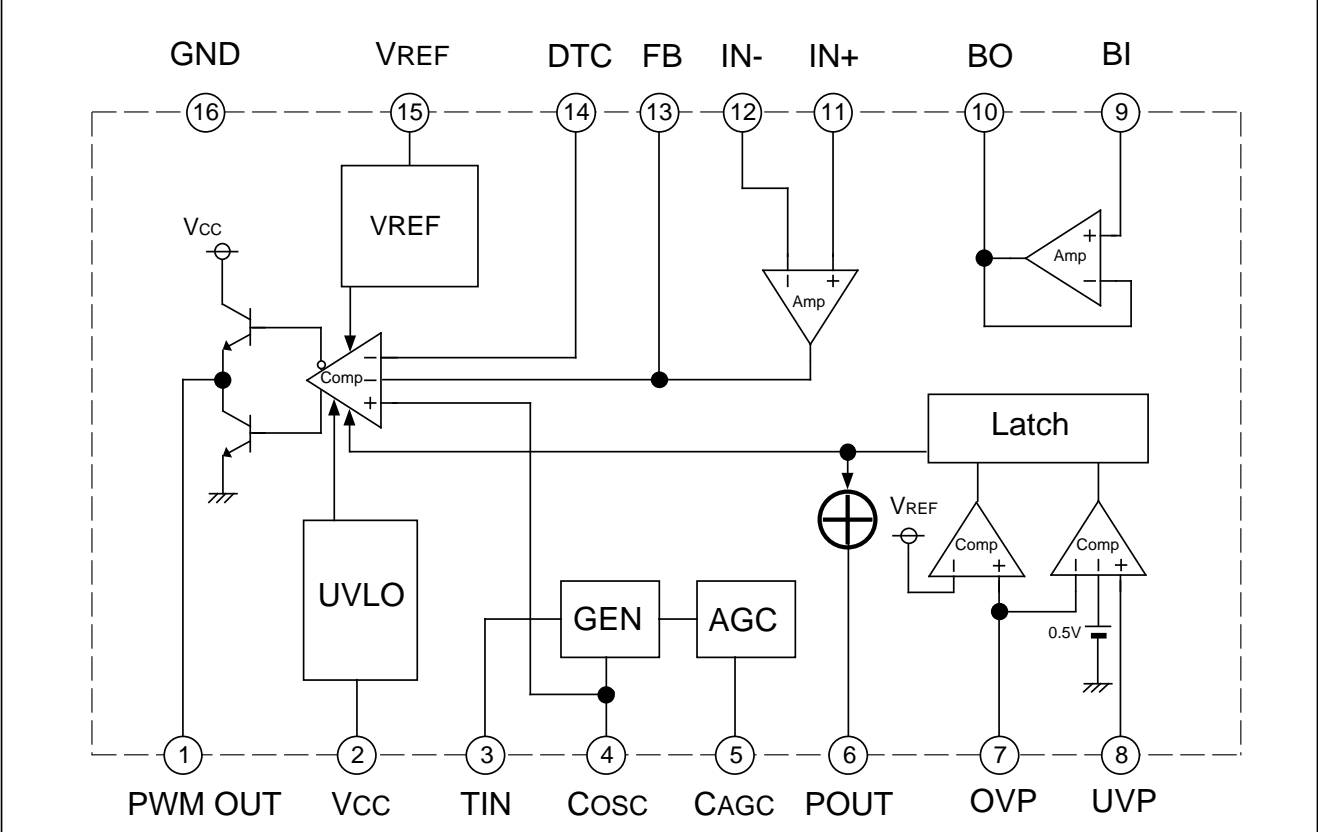 GND VREF DTC FB IN- IN+ BO BI
16 15 14 13 12 11 10 9
VREF
VCC
+
Amp
−
− +
Amp
−
Comp −
+
Latch
VREF
Comp Comp
− + − − +
UVLO
GEN AGC
0.5V
1 2 3 4 5 6 7 8
PWM OUT VCC TIN COSC CAGC POUT OVP UVP